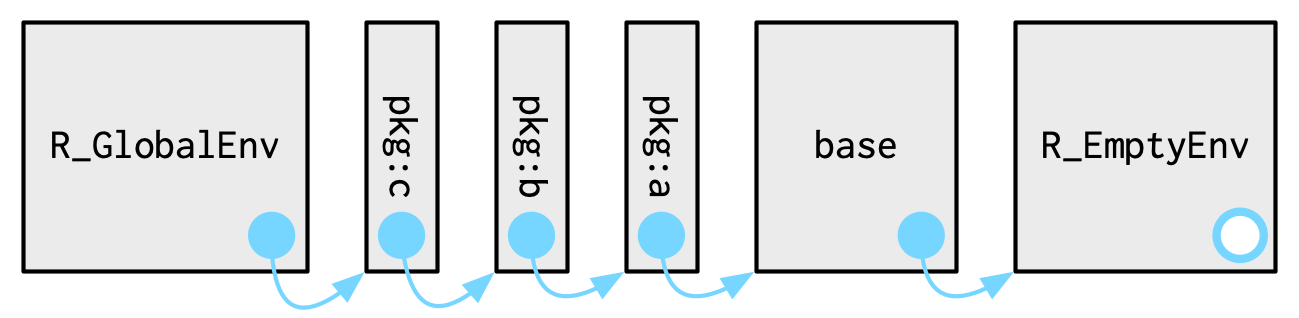 R_GlobalEnv
pkg:c
pkg:b
pkg:a
base
R_EmptyEnv